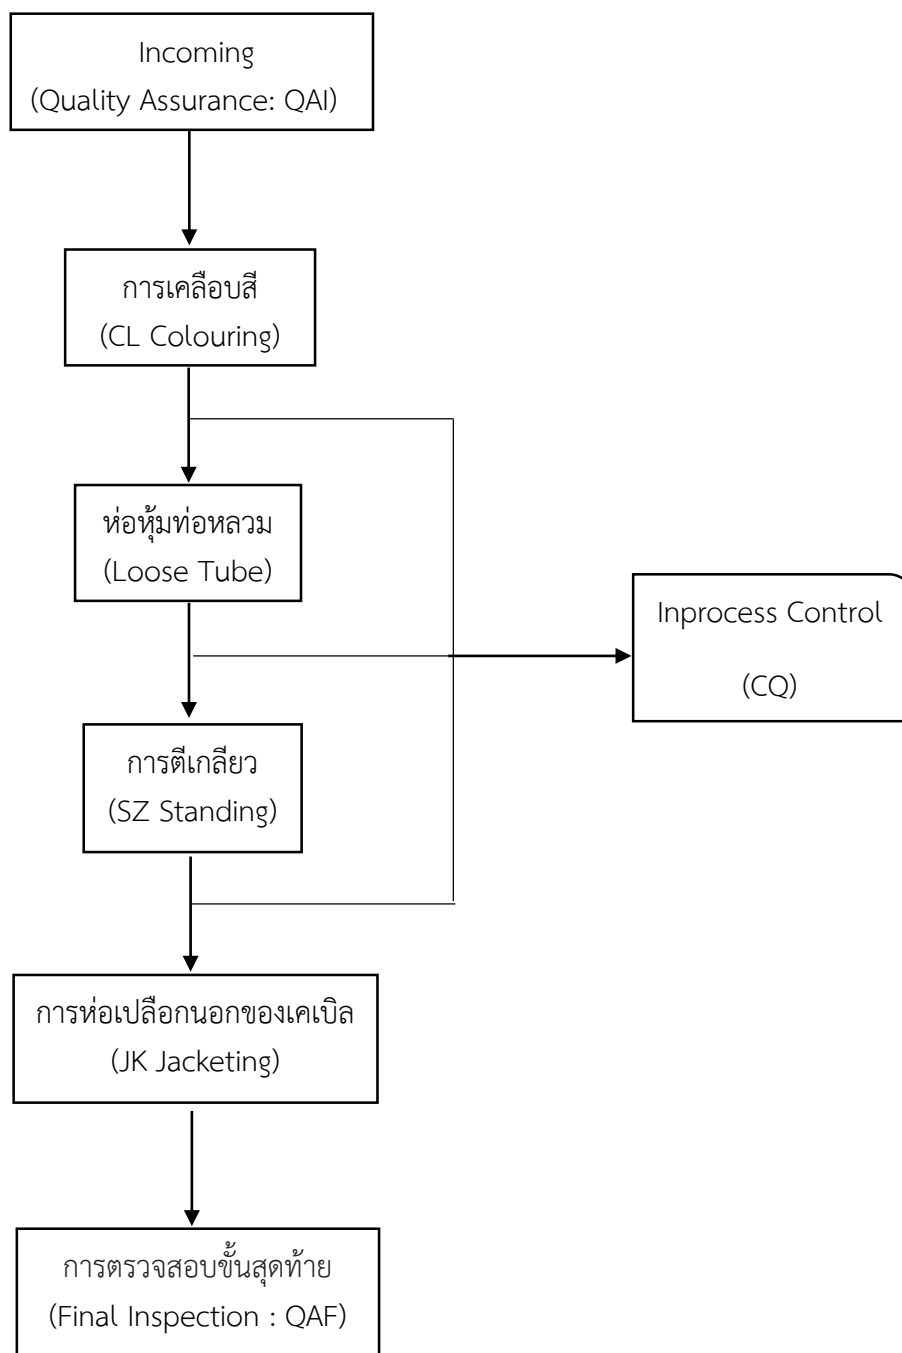 Incoming
(Quality Assurance: QAI)
การเคลือบสี
(CL Colouring)
ห่อหุ้มท่อหลวม
(Loose Tube)
Inprocess Control
(CQ)
การตีเกลียว
(SZ Standing)
การห่อเปลือกนอกของเคเบิล
(JK Jacketing)
การตรวจสอบขั้นสุดท้าย
(Final Inspection : QAF)